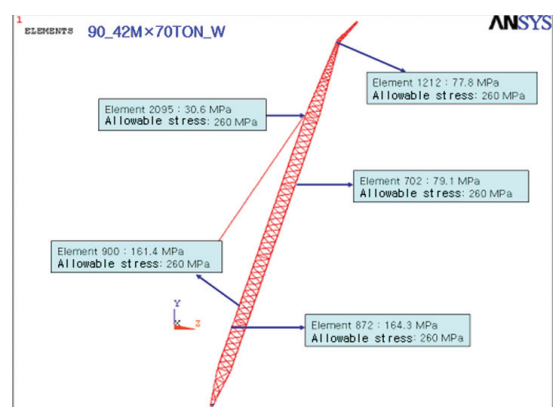 1
ELEMENTS
90_42M×70TON_W
ANSYS
Element 1212 : 77.8 MPa
Allowable stress: 260 MPa
Element 2095 : 30.6 MPa
Allowable stress: 260 MPa
Element 702 : 79.1 MPa
Allowable stress: 260 MPa
Element 900 : 161.4 MPa
Allowable stress: 260 MPa
Y
X
Z
Element 872 : 164.3 MPa
Allowable stress: 260 MPa